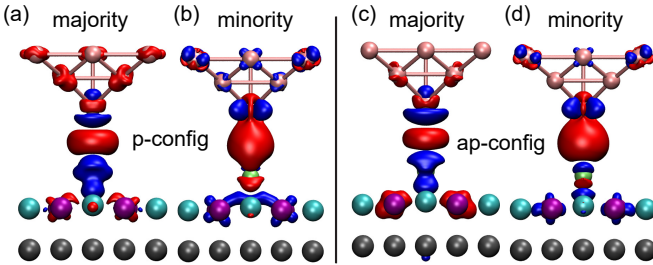 (a) majority
(b) minority
(c) majority
(d) minority
p-config
ap-config